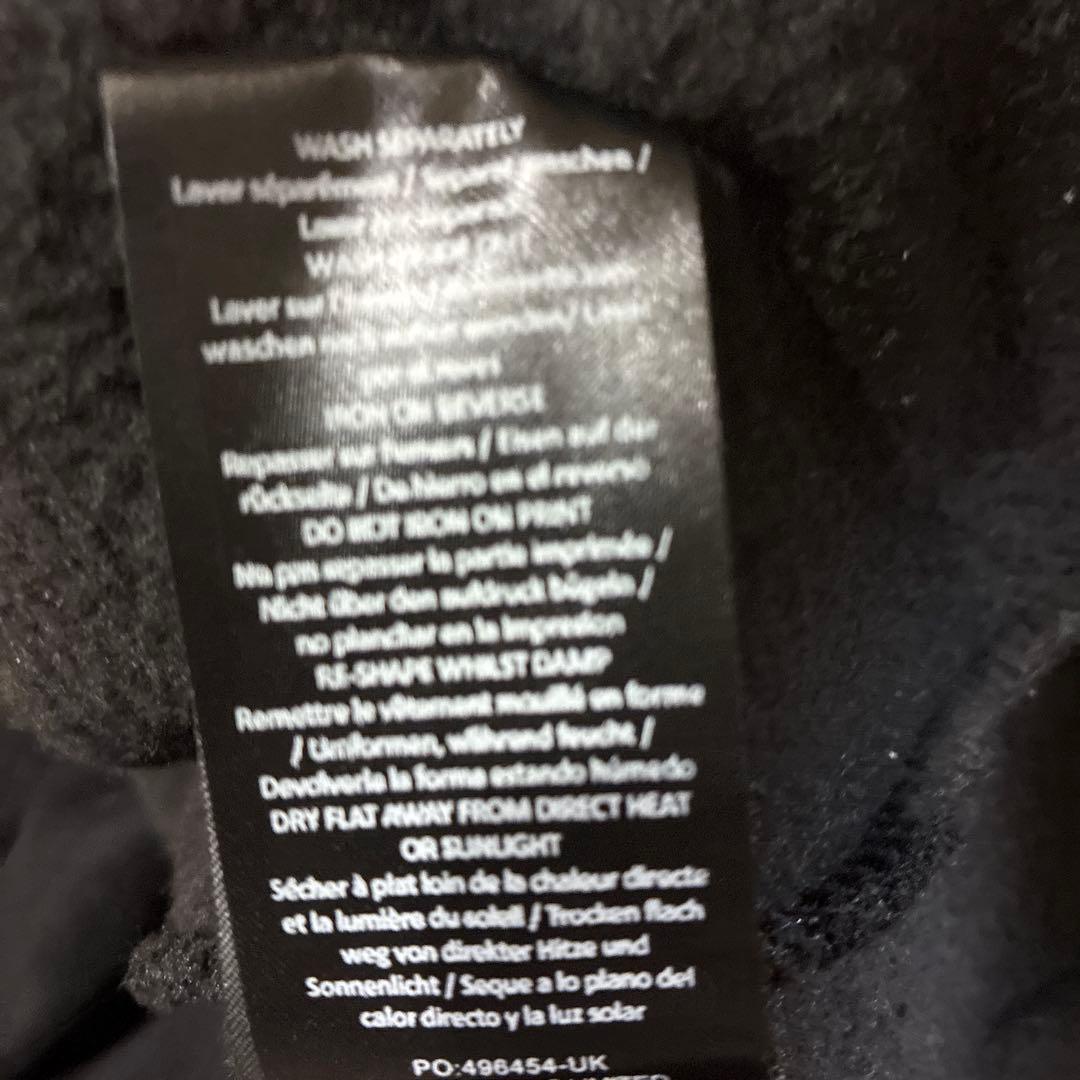 WASH SEPARATELY
Laver séparément / waschen /
Laver sur
waschen
IRON ON REVERSE
Repasser sur l'envers / Eisen auf der
rückseite / De hierro en el reverso
DO NOT IRON ON PRINT
Ne pas repasser la partie imprimée /
Nicht über den aufdruck bügeln /
no planchar en la impresion
RE-SHAPE WHILST DAMP
Remettre le vêtement mouillé en forme
/ Umformen, während feucht /
Devolverla la forma estando húmedo
DRY FLAT AWAY FROM DIRECT HEAT
OR SUNLIGHT
Sécher à plat loin de la chaleur directe
et la lumière du soleil / Trocken flach
weg von direkter Hitze und
Sonnenlicht / Seque a lo plano del
calor directo y la luz solar
PO:496454-UK